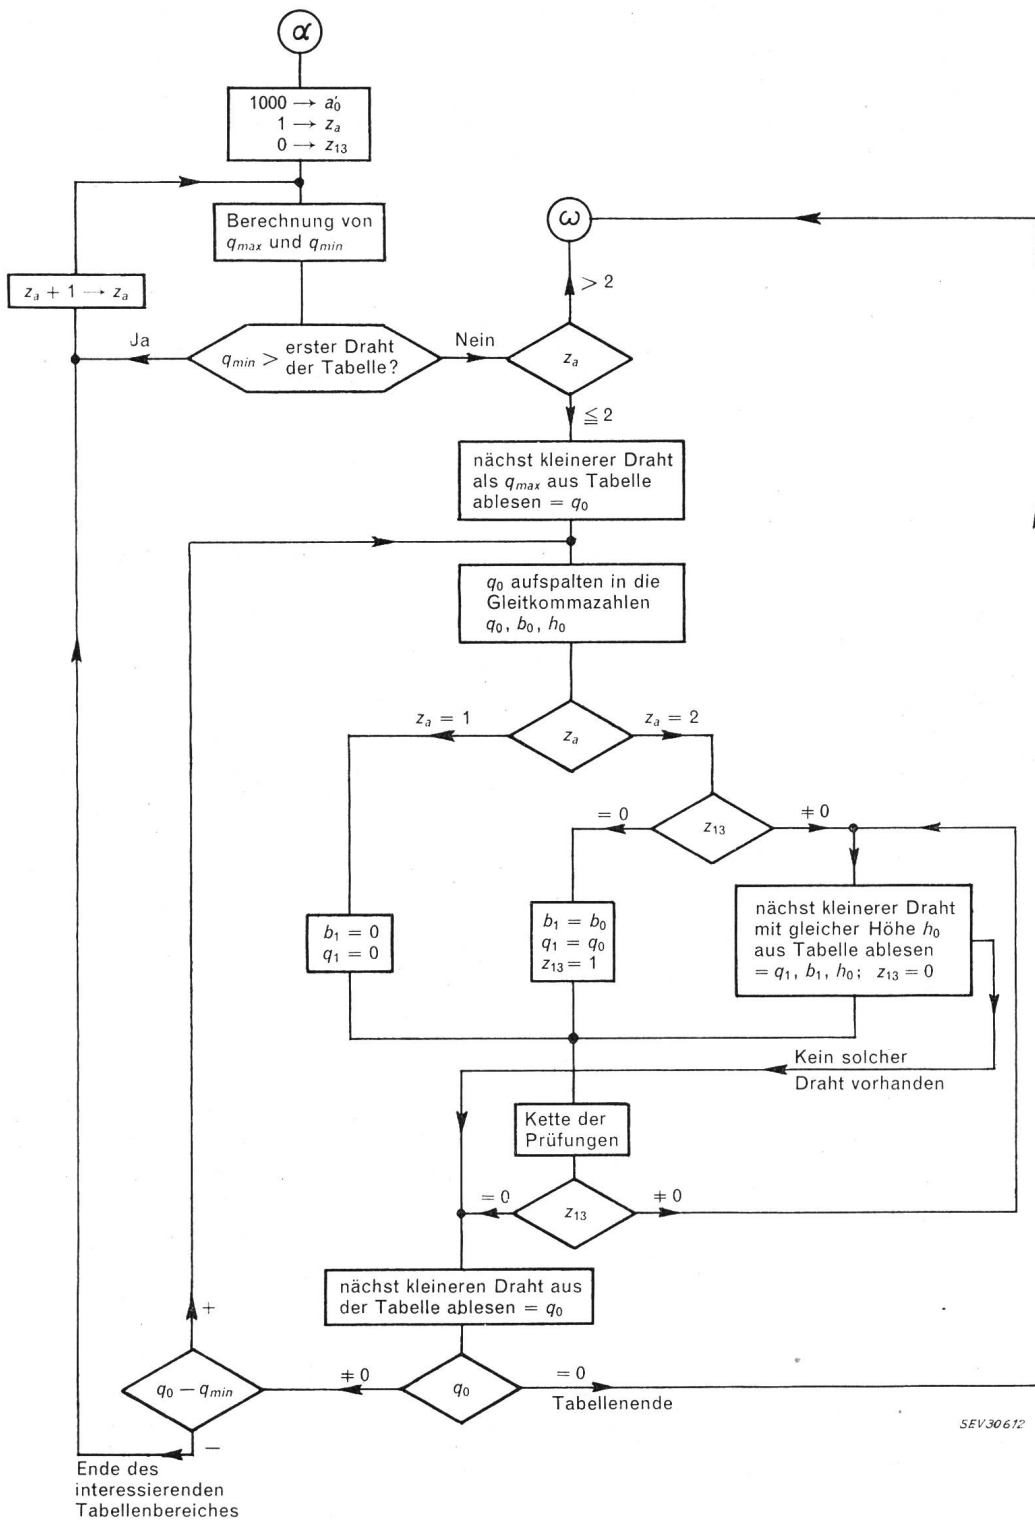 α
1000 → a′₀
1 → zₐ
0 → z₁₃
Berechnung von
q_max und q_min
ω
zₐ + 1 → zₐ
> 2
Ja
q_min > erster Draht
der Tabelle?
Nein
zₐ
≦ 2
nächst kleinerer Draht
als q_max aus Tabelle
ablesen = q₀
q₀ aufspalten in die
Gleitkommazahlen
q₀, b₀, h₀
zₐ = 1
zₐ
zₐ = 2
= 0
z₁₃
≠ 0
b₁ = 0
q₁ = 0
b₁ = b₀
q₁ = q₀
z₁₃ = 1
nächst kleinerer Draht
mit gleicher Höhe h₀
aus Tabelle ablesen
= q₁, b₁, h₀; z₁₃ = 0
Kein solcher
Draht vorhanden
Kette der
Prüfungen
= 0
z₁₃
≠ 0
nächst kleineren Draht aus
der Tabelle ablesen = q₀
+
q₀ — q_min
≠ 0
q₀
= 0
Tabellenende
—
SEV30612
Ende des
interessierenden
Tabellenbereiches